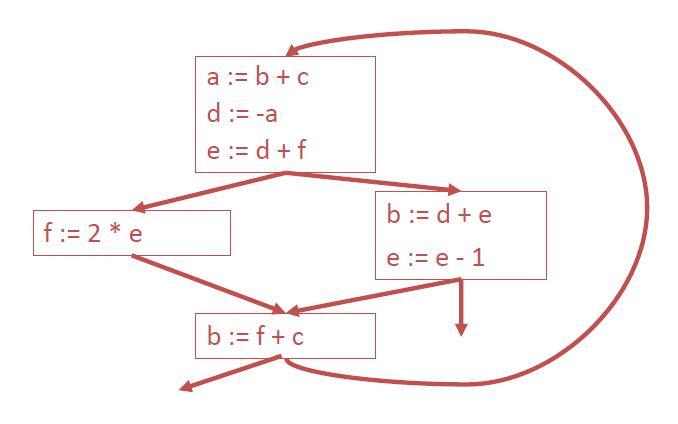 a := b + c
d := -a
e := d + f
f := 2 * e
b := d + e
e := e - 1
b := f + c